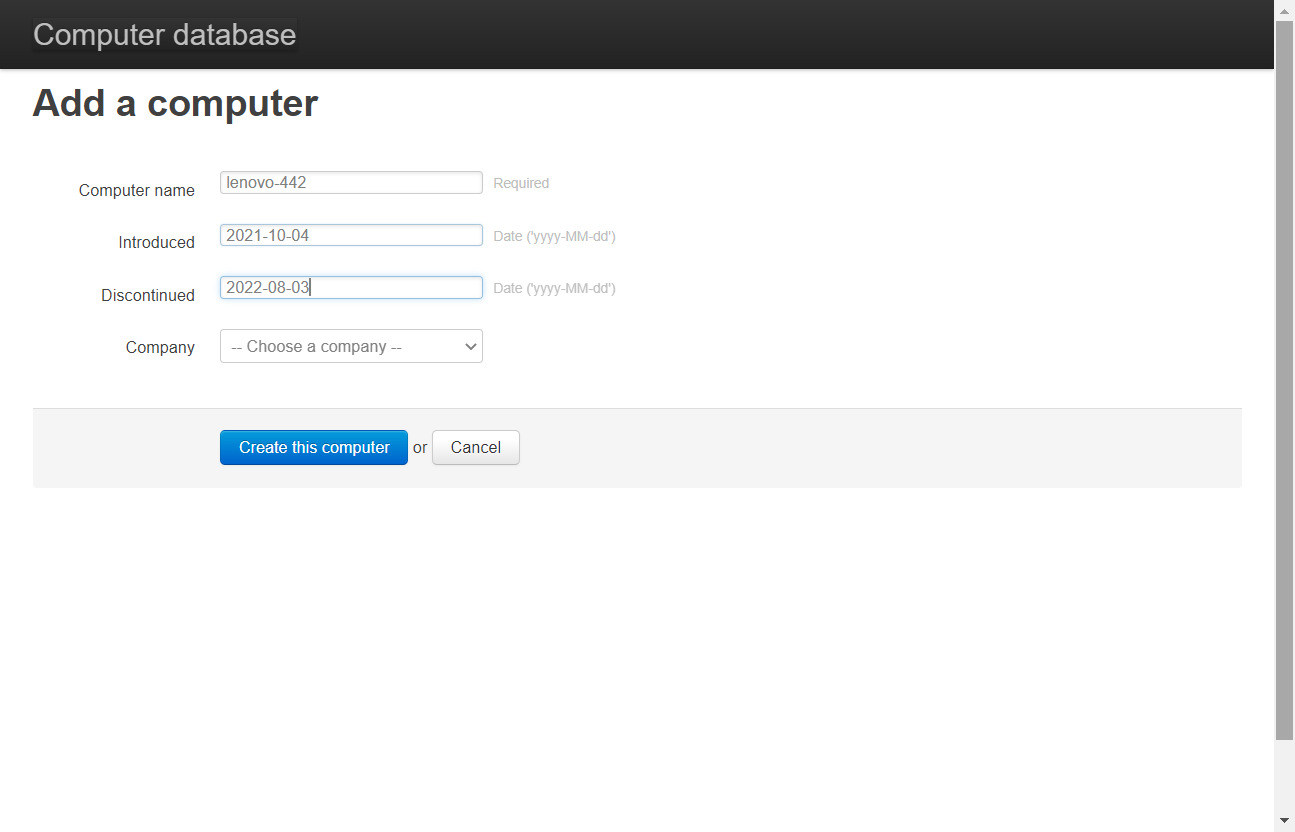 Computer database
Add a computer
Computer name lenovo-442 Required
Introduced 2021-10-04 Date ('yyyy-MM-dd')
Discontinued 2022-08-03 Date ('yyyy-MM-dd')
Company -- Choose a company --
Create this computer or Cancel